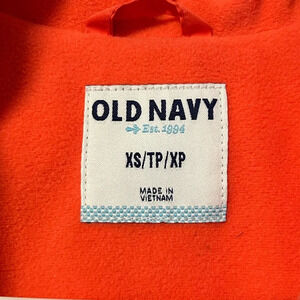 OLD NAVY
Est. 1994
XS/TP/XP
MADE IN
VIETNAM